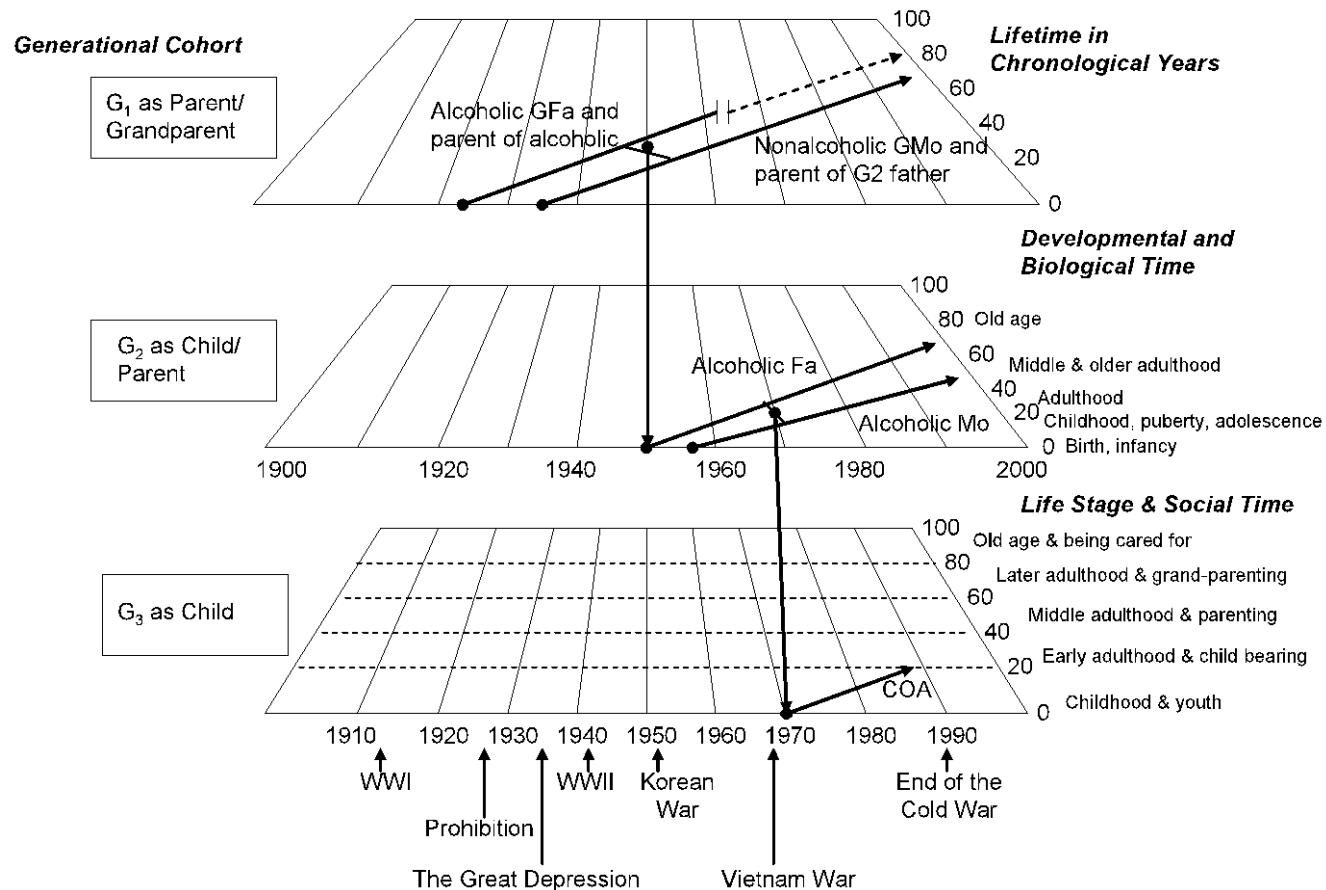 Generational Cohort
Lifetime in
Chronological Years
G1 as Parent/
Grandparent
Alcoholic GFa and
parent of alcoholic
Nonalcoholic GMo and
parent of G2 father
100
80
60
40
20
0
Developmental and
Biological Time
G2 as Child/
Parent
Alcoholic Fa
Alcoholic Mo
100
80 Old age
60
Middle & older adulthood
40
Adulthood
20
Childhood, puberty, adolescence
0 Birth, infancy
1900 1920 1940 1960 1980 2000
Life Stage & Social Time
G3 as Child
COA
100
Old age & being cared for
80
Later adulthood & grand-parenting
60
Middle adulthood & parenting
40
Early adulthood & child bearing
20
Childhood & youth
0
1910 1920 1930 1940 1950 1960 1970 1980 1990
WWI
WWII
Korean
War
End of the
Cold War
Prohibition
The Great Depression
Vietnam War